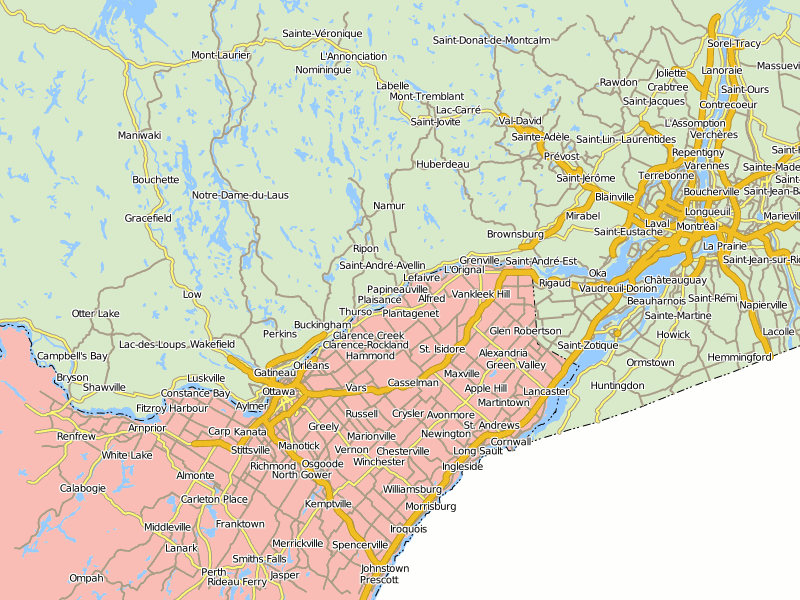 Sorel-Tracy
Sainte-Véronique
Saint-Donat-de-Montcalm
Mont-Laurier
L'Annonciation
Nominingue
Joliette
Lanoraie
Massuevi
Rawdon
Crabtree
Saint-Ours
Labelle
Mont-Tremblant
Saint-Jacques
Contrecoeur
Lac-Carré
Saint-Jovite
Val-David
L'Assomption
Maniwaki
Sainte-Adèle
Saint-Lin--Laurentides
Verchères
Prévost
Repentigny
Huberdeau
Varennes
Sainte-Made
Bouchette
Saint-Jérôme
Terrebonne
Notre-Dame-du-Laus
Blainville
Boucherville
Saint-Jean-Ba
Namur
Gracefield
Mirabel
Longueuil
Marievil
Laval
Montréal
Brownsburg
Saint-Eustache
La Prairie
Ripon
Grenville
Saint-André-Est
Saint-Jean-sur-Ric
Saint-André-Avellin
L'Orignal
Oka
Lefaivre
Rigaud
Châteauguay
Papineauville
Vaudreuil-Dorion
Low
Plaisance
Alfred
Vankleek Hill
Beauharnois
Saint-Rémi
Napierville
Otter Lake
Thurso
Plantagenet
Sainte-Martine
Buckingham
Glen Robertson
Lacolle
Perkins
Clarence Creek
Howick
Lac-des-Loups
Wakefield
Clarence-Rockland
St. Isidore
Saint-Zotique
Campbell's Bay
Hammond
Alexandria
Hemmingford
Orléans
Green Valley
Ormstown
Gatineau
Maxville
Bryson
Luskville
Casselman
Shawville
Vars
Apple Hill
Huntingdon
Constance Bay
Ottawa
Lancaster
Fitzroy Harbour
Aylmer
Martintown
Russell
Crysler
Avonmore
Arnprior
Greely
St. Andrews
Carp
Kanata
Renfrew
Marionville
Newington
Cornwall
Manotick
Stittsville
Vernon
Chesterville
Long Sault
White Lake
Richmond
Osgoode
Winchester
Ingleside
North Gower
Almonte
Calabogie
Williamsburg
Carleton Place
Kemptville
Morrisburg
Middleville
Franktown
Iroquois
Lanark
Merrickville
Spencerville
Smiths Falls
Johnstown
Ompah
Perth
Jasper
Prescott
Rideau Ferry